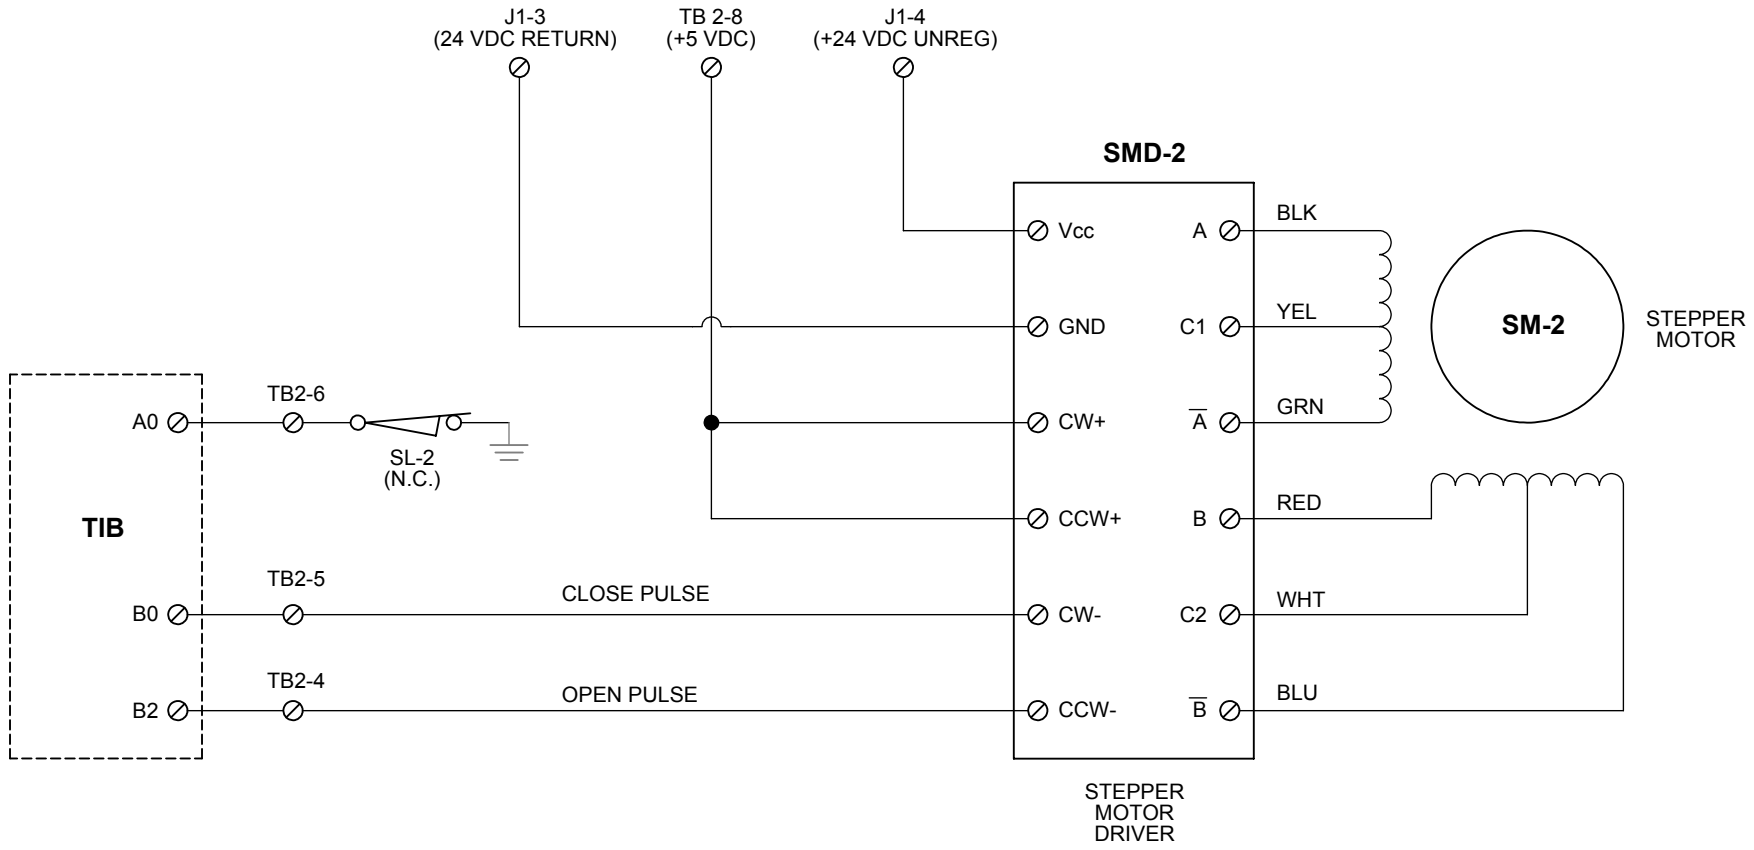 J1-3
(24 VDC RETURN)
TB 2-8
(+5 VDC)
J1-4
(+24 VDC UNREG)
SMD-2
Vcc
GND
CW+
CCW+
CW-
CCW-
A
C1
A̅
B
C2
B̅
BLK
YEL
GRN
RED
WHT
BLU
SM-2
STEPPER
MOTOR
TIB
A0
B0
B2
TB2-6
SL-2
(N.C.)
TB2-5
CLOSE PULSE
TB2-4
OPEN PULSE
STEPPER
MOTOR
DRIVER